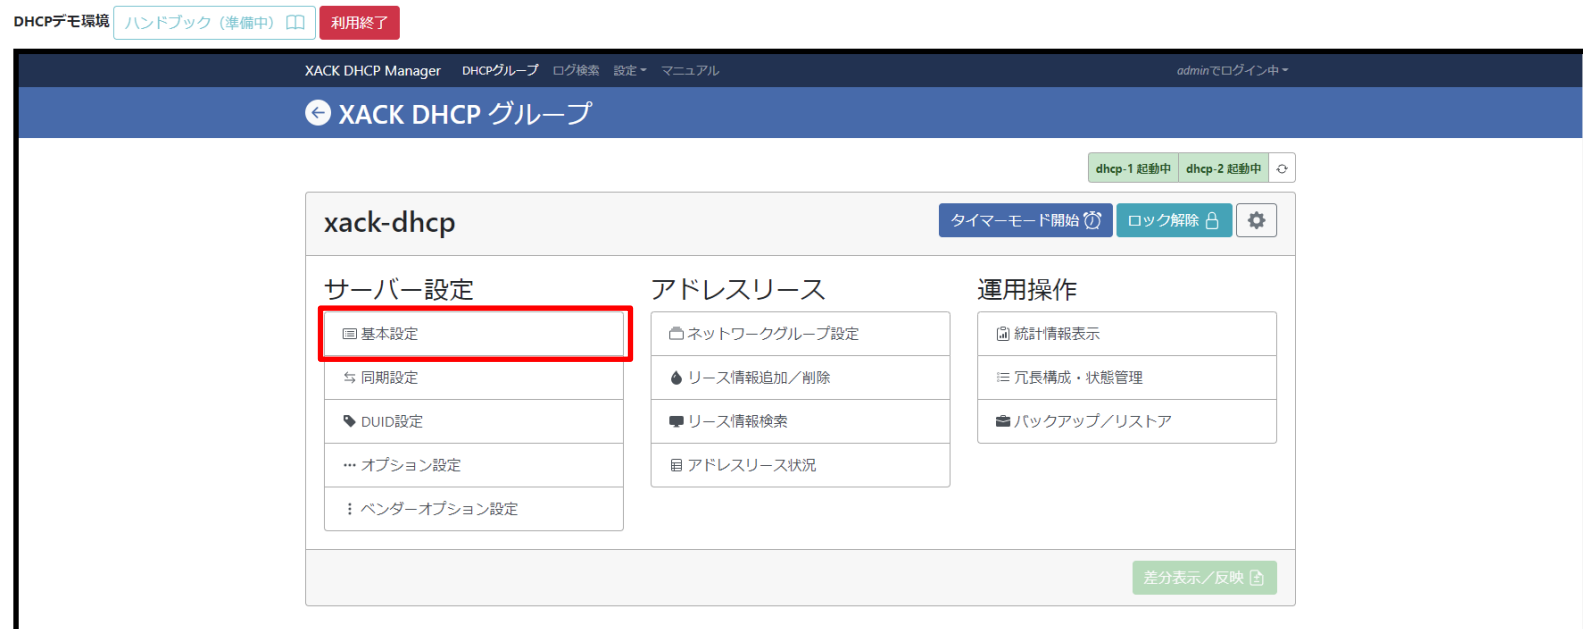 DHCPデモ環境 ハンドブック（準備中） 利用終了
XACK DHCP Manager DHCPグループ ログ検索 設定 マニュアル adminでログイン中
XACK DHCP グループ
dhcp-1 起動中 dhcp-2 起動中
xack-dhcp タイマーモード開始 ロック解除
サーバー設定 アドレスリース 運用操作
基本設定 ネットワークグループ設定 統計情報表示
同期設定 リース情報追加／削除 冗長構成・状態管理
DUID設定 リース情報検索 バックアップ／リストア
オプション設定 アドレスリース状況
ベンダーオプション設定
差分表示／反映